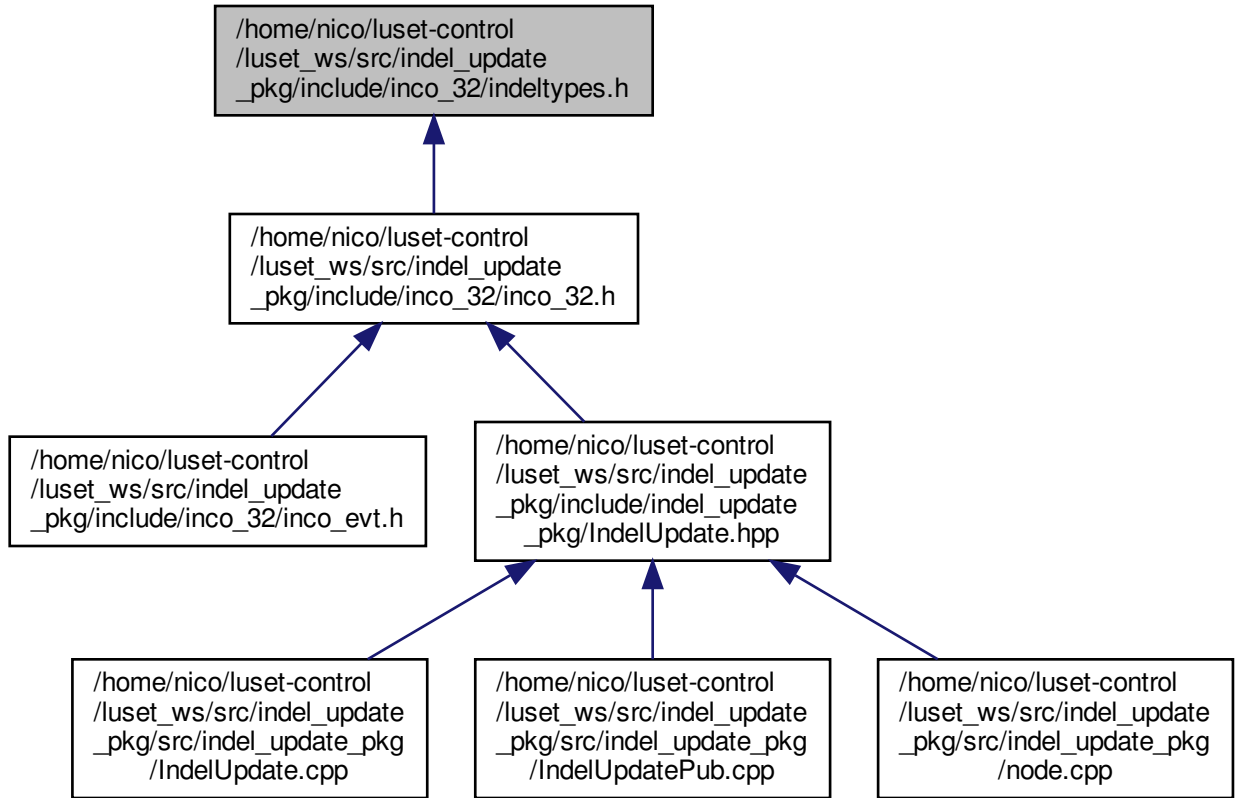 /home/nico/luset-control
/luset_ws/src/indel_update
_pkg/include/inco_32/indeltypes.h
/home/nico/luset-control
/luset_ws/src/indel_update
_pkg/include/inco_32/inco_32.h
/home/nico/luset-control
/luset_ws/src/indel_update
_pkg/include/inco_32/inco_evt.h
/home/nico/luset-control
/luset_ws/src/indel_update
_pkg/include/indel_update
_pkg/IndelUpdate.hpp
/home/nico/luset-control
/luset_ws/src/indel_update
_pkg/src/indel_update_pkg
/IndelUpdate.cpp
/home/nico/luset-control
/luset_ws/src/indel_update
_pkg/src/indel_update_pkg
/IndelUpdatePub.cpp
/home/nico/luset-control
/luset_ws/src/indel_update
_pkg/src/indel_update_pkg
/node.cpp